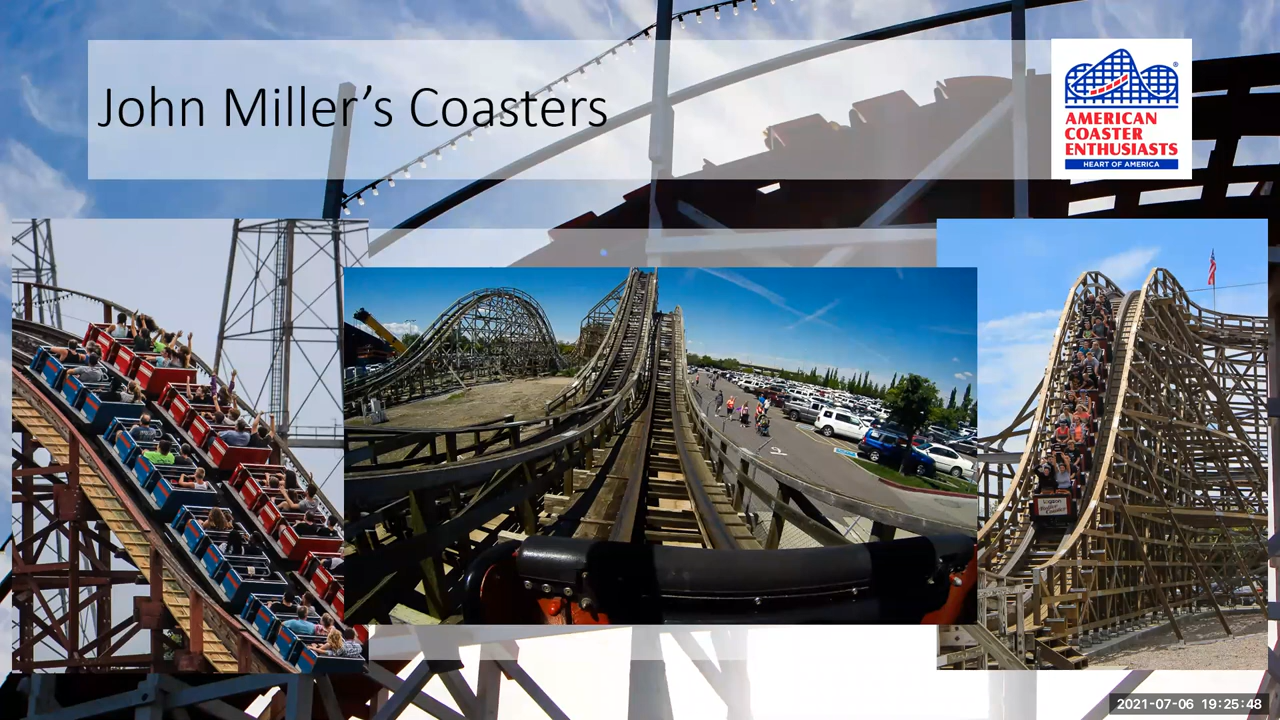 John Miller's Coasters
AMERICAN
COASTER
ENTHUSIASTS
®
HEART OF AMERICA
2021-07-06 19:25:48